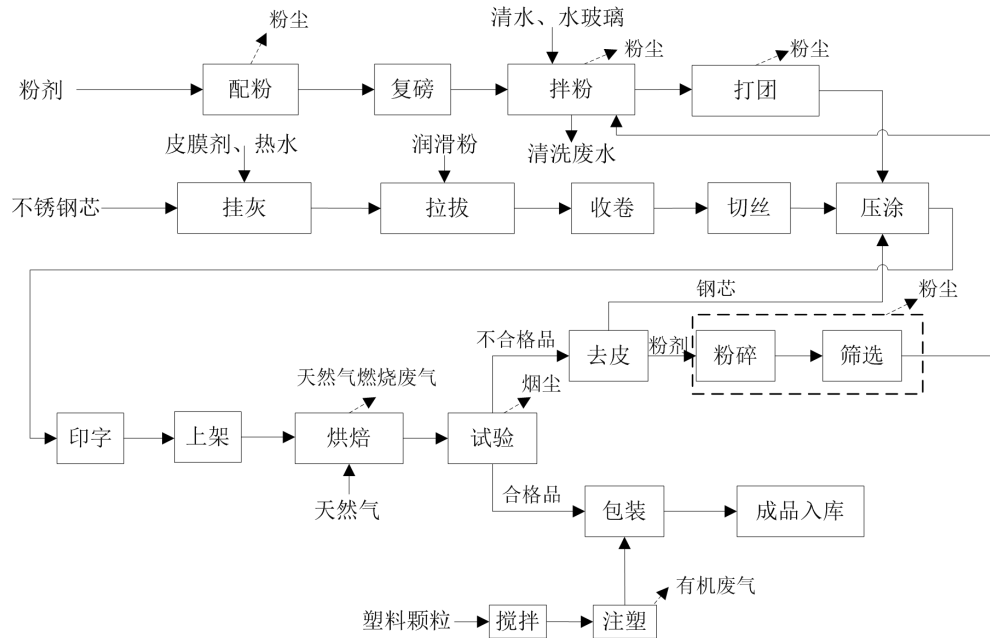 清水、水玻璃
粉尘
粉尘
粉尘
粉剂
配粉
复磅
拌粉
打团
皮膜剂、热水
润滑粉
清洗废水
不锈钢芯
挂灰
拉拔
收卷
切丝
压涂
钢芯
粉尘
不合格品
去皮
粉剂
粉碎
筛选
天然气燃烧废气
烟尘
印字
上架
烘焙
试验
天然气
合格品
包装
成品入库
有机废气
塑料颗粒
搅拌
注塑